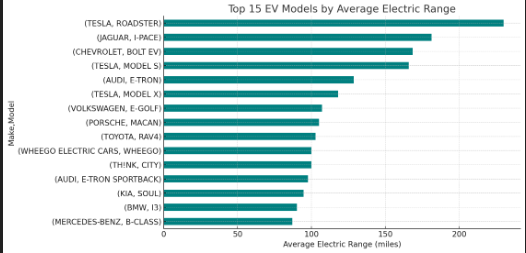 Top 15 EV Models by Average Electric Range
(TESLA, ROADSTER)
(JAGUAR, I-PACE)
(CHEVROLET, BOLT EV)
(TESLA, MODEL S)
(AUDI, E-TRON)
(TESLA, MODEL X)
(VOLKSWAGEN, E-GOLF)
(PORSCHE, MACAN)
(TOYOTA, RAV4)
(WHEEGO ELECTRIC CARS, WHEEGO)
(TH!NK, CITY)
(AUDI, E-TRON SPORTBACK)
(KIA, SOUL)
(BMW, I3)
(MERCEDES-BENZ, B-CLASS)
Make,Model
0 50 100 150 200
Average Electric Range (miles)